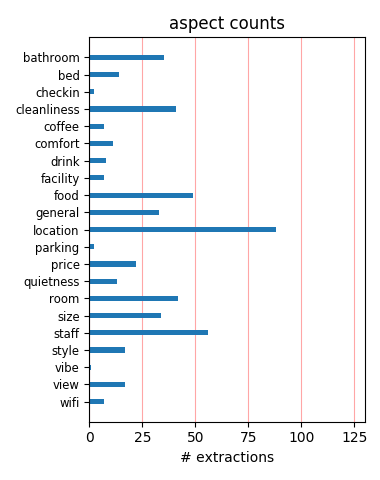 aspect counts
bathroom
bed
checkin
cleanliness
coffee
comfort
drink
facility
food
general
location
parking
price
quietness
room
size
staff
style
vibe
view
wifi
0 25 50 75 100 125
# extractions